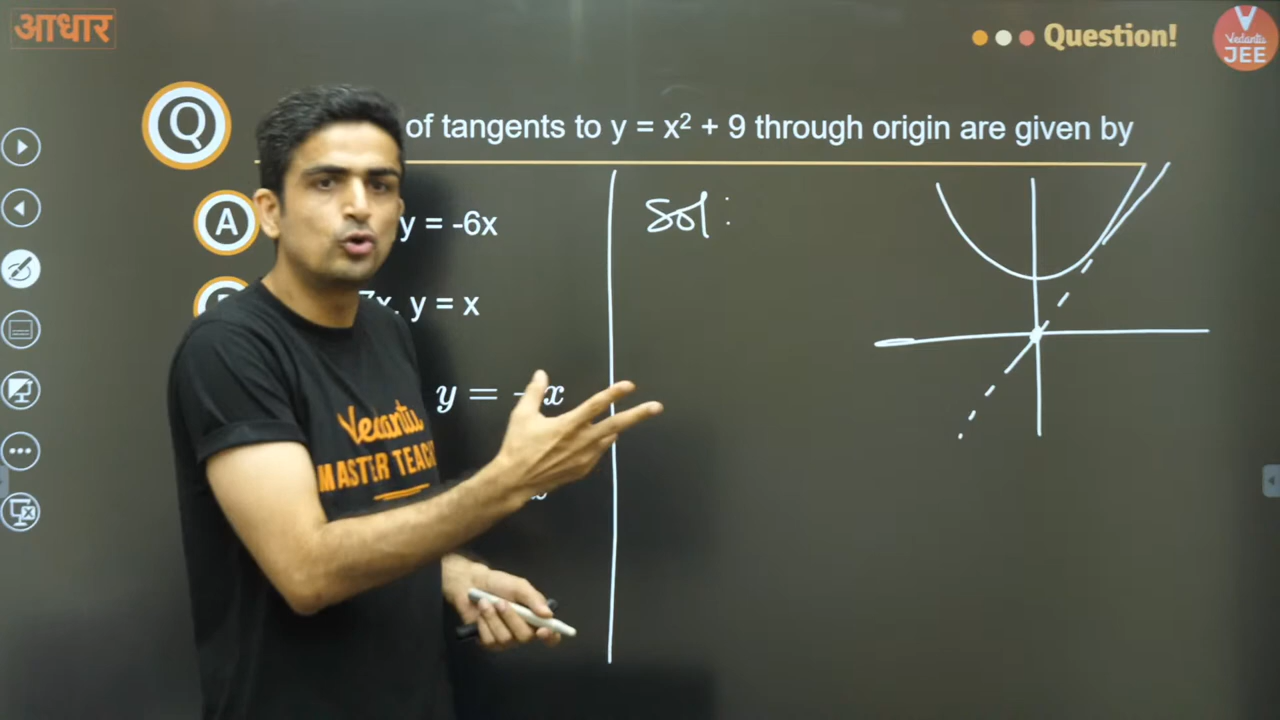 आधार
Question!
Vedantu
JEE
Q
of tangents to y = x² + 9 through origin are given by
A
y = -6x
Sol:
7x, y = x
y = - x
Vedantu
MASTER TEACH